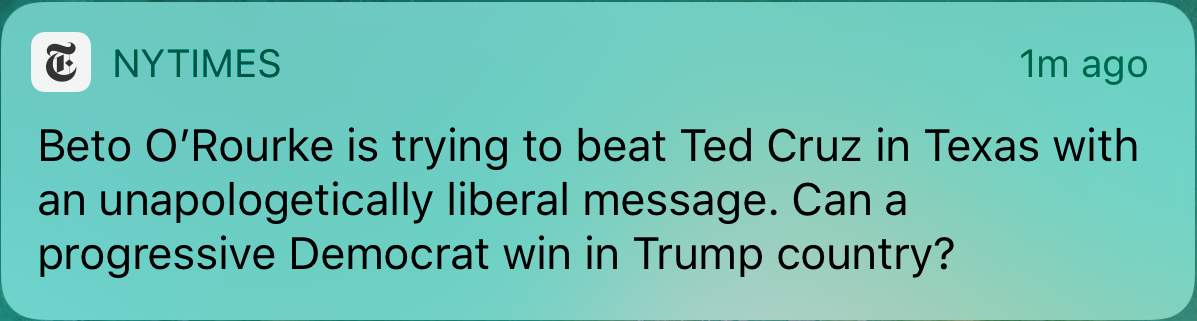 NYTIMES 1m ago
Beto O’Rourke is trying to beat Ted Cruz in Texas with
an unapologetically liberal message. Can a
progressive Democrat win in Trump country?